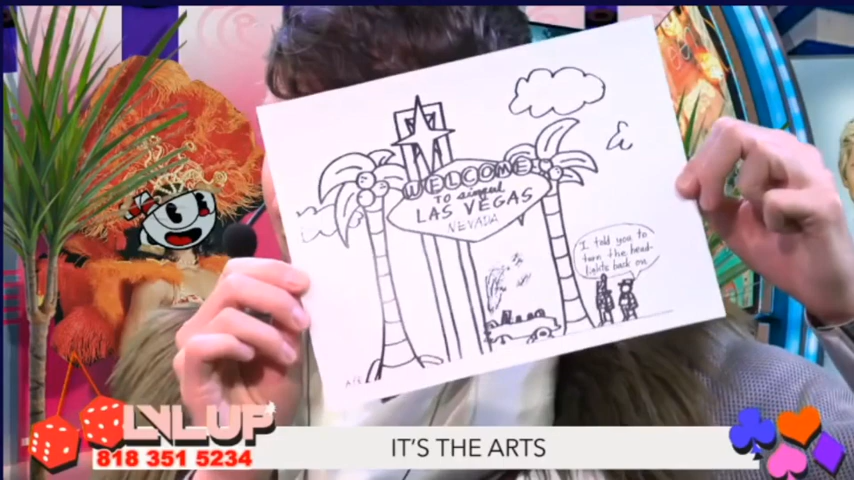 WELCOME
TO
LAS VEGAS
NEVADA
I told you to
turn the head-
lights back on
LVLUP
818 351 5234
IT'S THE ARTS